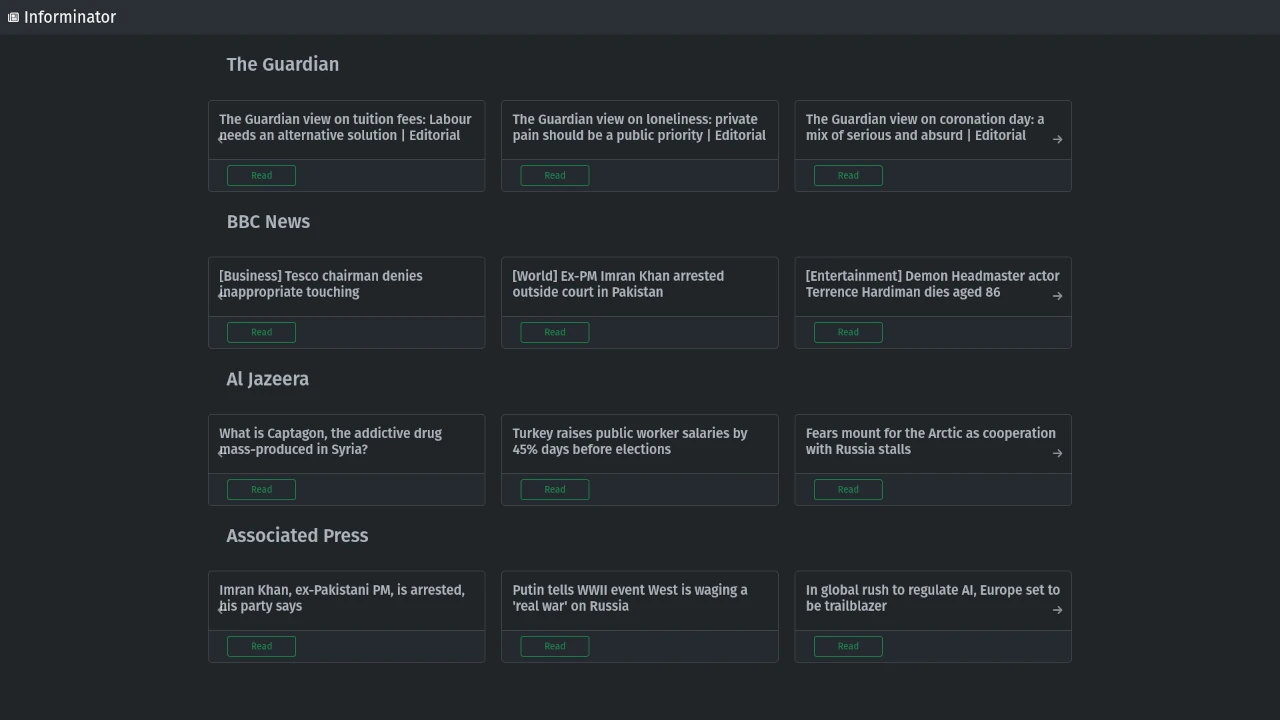 Informinator
The Guardian
The Guardian view on tuition fees: Labour
needs an alternative solution | Editorial
Read
The Guardian view on loneliness: private
pain should be a public priority | Editorial
Read
The Guardian view on coronation day: a
mix of serious and absurd | Editorial
Read
BBC News
[Business] Tesco chairman denies
inappropriate touching
Read
[World] Ex-PM Imran Khan arrested
outside court in Pakistan
Read
[Entertainment] Demon Headmaster actor
Terrence Hardiman dies aged 86
Read
Al Jazeera
What is Captagon, the addictive drug
mass-produced in Syria?
Read
Turkey raises public worker salaries by
45% days before elections
Read
Fears mount for the Arctic as cooperation
with Russia stalls
Read
Associated Press
Imran Khan, ex-Pakistani PM, is arrested,
his party says
Read
Putin tells WWII event West is waging a
'real war' on Russia
Read
In global rush to regulate AI, Europe set to
be trailblazer
Read